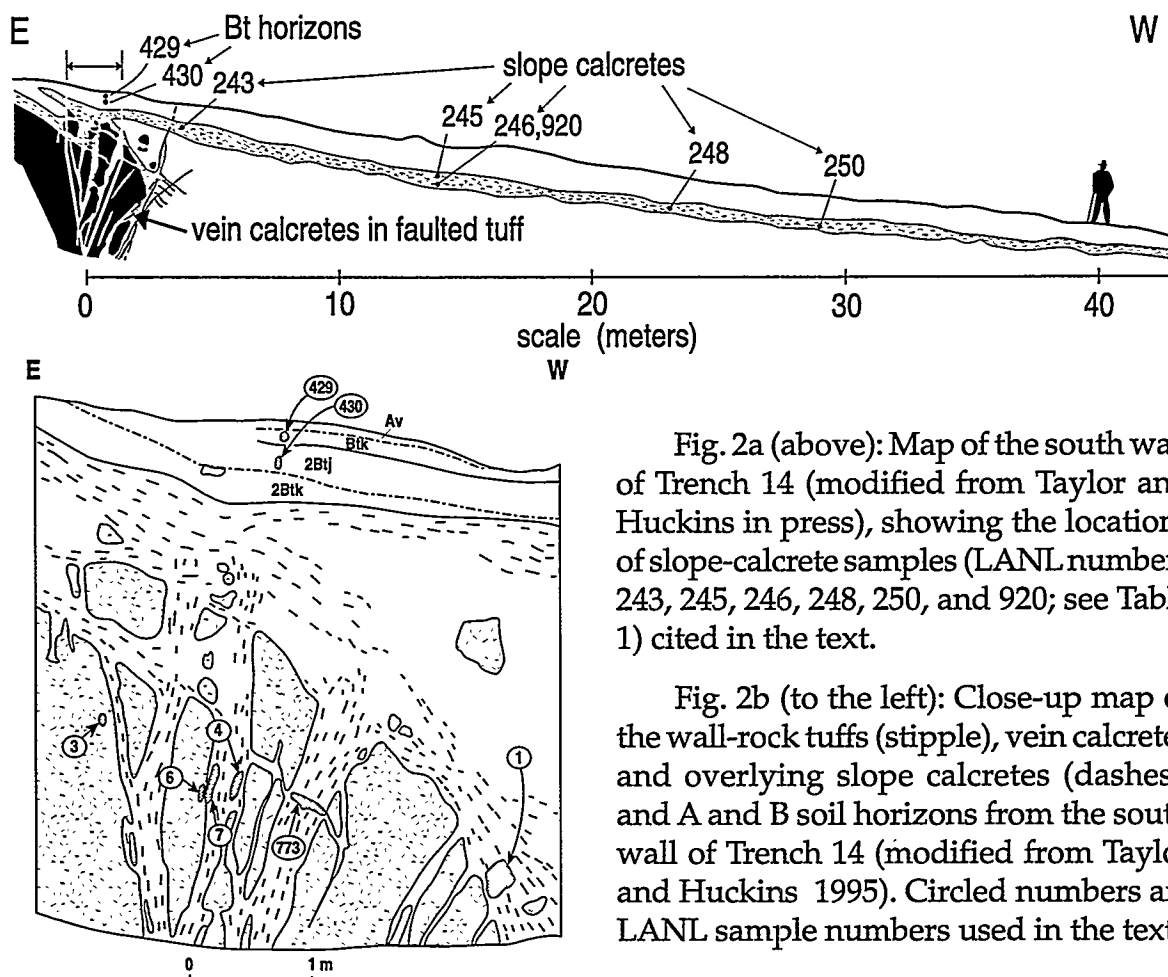 E
W
Bt horizons
429
430
243
slope calcretes
245
246,920
248
250
vein calcretes in faulted tuff
0 10 20 30 40
scale (meters)
E
W
429
430
Av
Btk
2Btj
2Btk
3
4
6
7
773
1
0 1 m
Fig. 2a (above): Map of the south wa
of Trench 14 (modified from Taylor an
Huckins in press), showing the location
of slope-calcrete samples (LANL number
243, 245, 246, 248, 250, and 920; see Tabl
1) cited in the text.
Fig. 2b (to the left): Close-up map o
the wall-rock tuffs (stipple), vein calcrete
and overlying slope calcretes (dashes)
and A and B soil horizons from the sout
wall of Trench 14 (modified from Taylo
and Huckins 1995). Circled numbers ar
LANL sample numbers used in the text